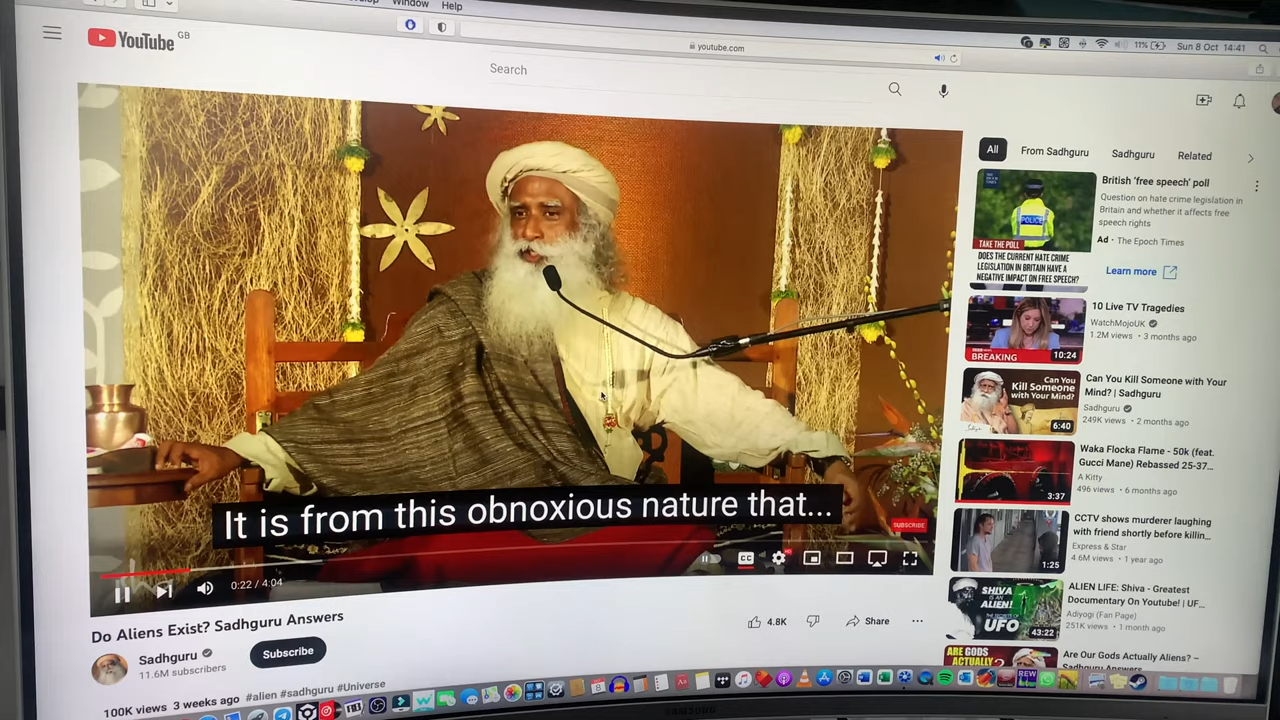 Window Help
YouTube GB
youtube.com
11%
Sun 8 Oct 14:41
Search
It is from this obnoxious nature that...
SUBSCRIBE
CC
HD
0:22 / 4:04
Do Aliens Exist? Sadhguru Answers
Sadhguru
11.6M subscribers
Subscribe
4.8K
Share
100K views 3 weeks ago #alien #sadhguru #Universe
All
From Sadhguru
Sadhguru
Related
POLICE
TAKE THE POLL
DOES THE CURRENT HATE CRIME
LEGISLATION IN BRITAIN HAVE A
NEGATIVE IMPACT ON FREE SPEECH?
British 'free speech' poll
Question on hate crime legislation in
Britain and whether it affects free
speech rights
Ad · The Epoch Times
Learn more
BREAKING
10:24
10 Live TV Tragedies
WatchMojoUK
1.2M views · 3 months ago
Can You
Kill Someone
with Your Mind?
6:40
Can You Kill Someone with Your
Mind? | Sadhguru
Sadhguru
249K views · 2 months ago
3:37
Waka Flocka Flame - 50k (feat.
Gucci Mane) Rebassed 25-37...
A Kitty
496 views · 6 months ago
1:25
CCTV shows murderer laughing
with friend shortly before killin...
Express & Star
4.6M views · 1 year ago
SHIVA
IS AN
ALIEN!
UFO
43:22
ALIEN LIFE: Shiva - Greatest
Documentary On Youtube! | UF...
Adiyogi (Fan Page)
251K views · 1 month ago
ARE GODS
ACTUALLY
Are Our Gods Actually Aliens? –
Sadhguru Answers
REW
SAMSUNG